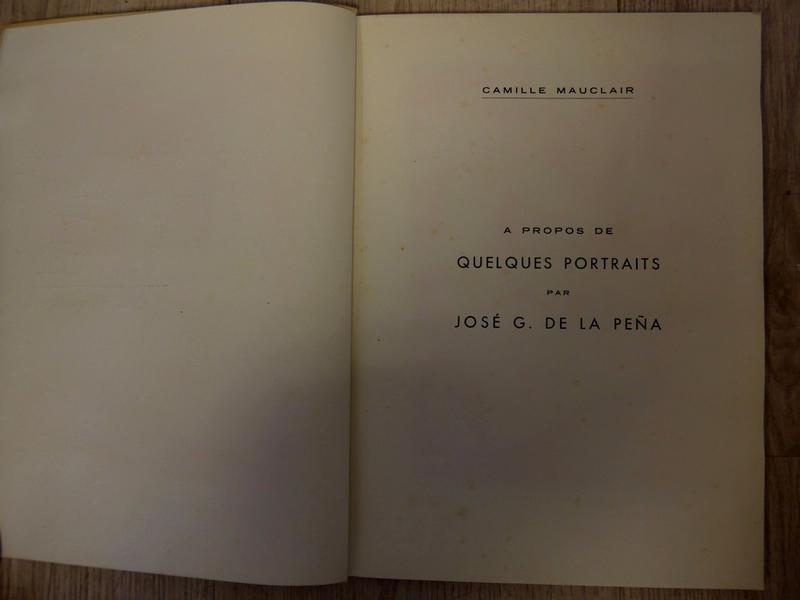 CAMILLE MAUCLAIR
A PROPOS DE
QUELQUES PORTRAITS
PAR
JOSÉ G. DE LA PEÑA